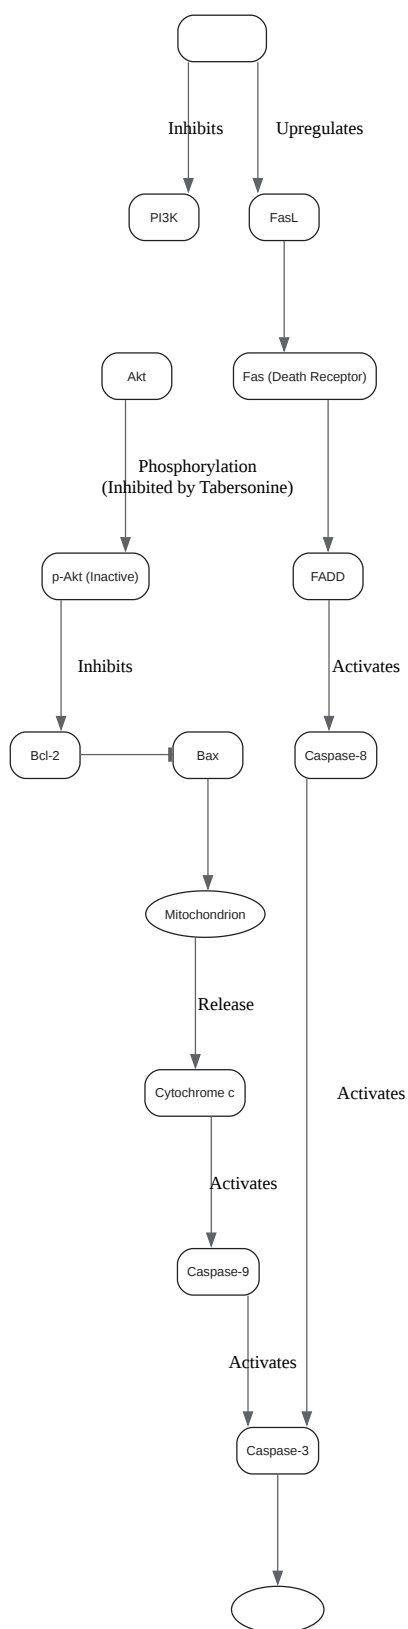 Inhibits
Upregulates
PI3K
FasL
Akt
Fas (Death Receptor)
Phosphorylation
(Inhibited by Tabersonine)
p-Akt (Inactive)
FADD
Inhibits
Activates
Bcl-2
Bax
Caspase-8
Mitochondrion
Release
Cytochrome c
Activates
Activates
Caspase-9
Activates
Caspase-3